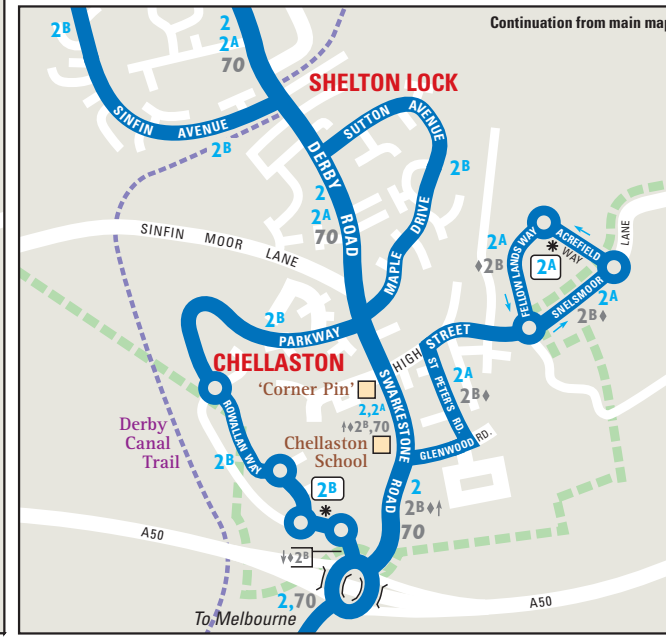 Continuation from main map
2B
2
2A
70
SHELTON LOCK
SINFIN AVENUE
2B
SUTTON AVENUE
DERBY ROAD
2B
2
2A
70
MAPLE DRIVE
SINFIN MOOR LANE
LANE
2A
♦2B
FELLOW LANDS WAY
ACREFIELD WAY
2A
SNELSMOOR
2A
2B♦
2B
PARKWAY
HIGH STREET
CHELLASTON
'Corner Pin'
2,2A
↑♦2B,70
SWARKESTONE ROAD
ST PETER'S RD.
2A
2B♦
Chellaston
School
GLENWOOD RD.
Derby
Canal
Trail
ROWALLAN WAY
2B
2B
2
2B♦↑
70
A50
↓♦2B
2,70
To Melbourne
A50